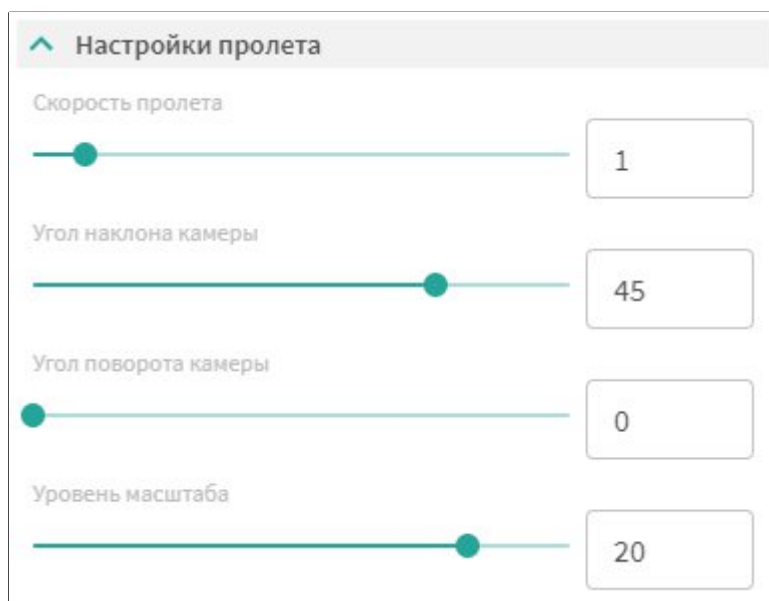 Настройки пролета
Скорость пролета
1
Угол наклона камеры
45
Угол поворота камеры
0
Уровень масштаба
20